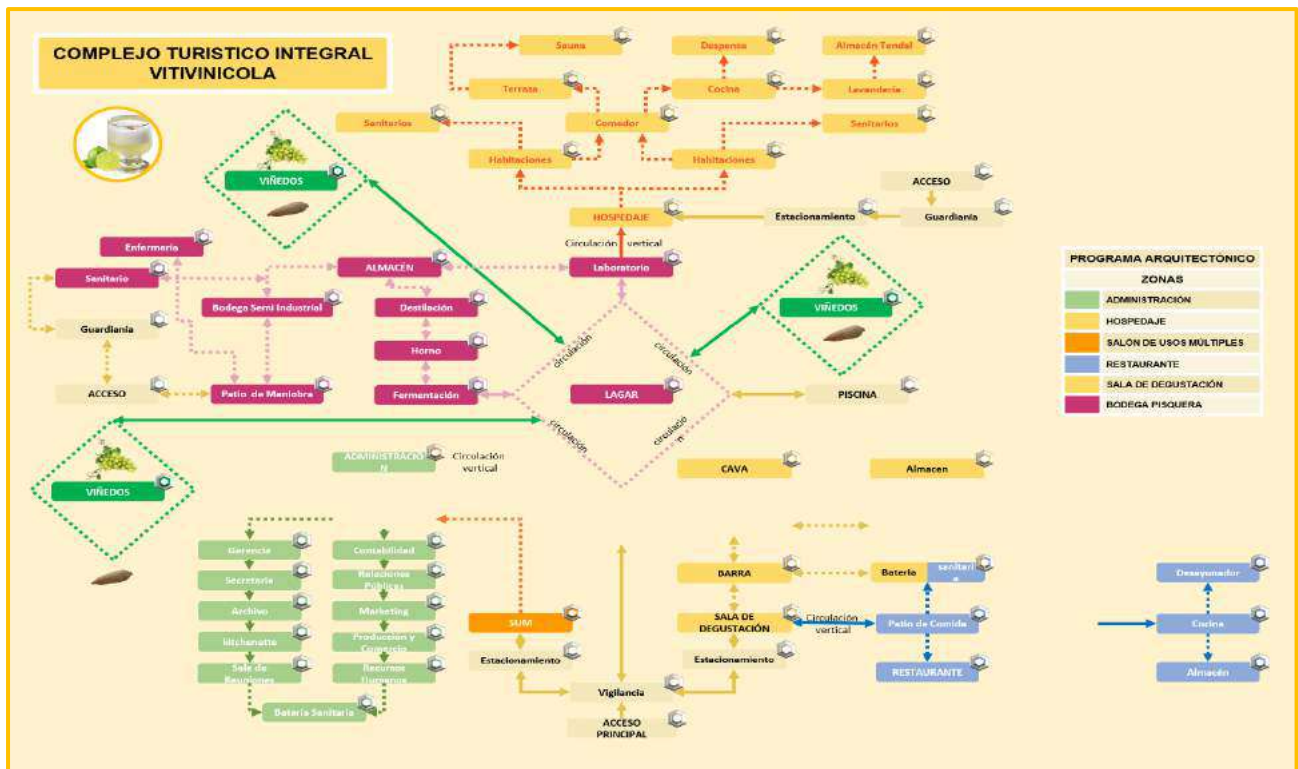 COMPLEJO TURISTICO INTEGRAL
VITIVINICOLA
Sauna
Despensa
Almacén Tendal
Terraza
Cocina
Lavandería
Sanitarios
Comedor
Sanitarios
Habitaciones
Habitaciones
VIÑEDOS
ACCESO
HOSPEDAJE
Estacionamiento
Guardianía
Circulación vertical
Enfermería
ALMACÉN
Laboratorio
Sanitario
Bodega Semi Industrial
Destilación
VIÑEDOS
Guardianía
Horno
circulación
circulación
ACCESO
Patio de Maniobra
Fermentación
LAGAR
PISCINA
circulación
circulación
n
PROGRAMA ARQUITECTÓNICO
ZONAS
ADMINISTRACIÓN
HOSPEDAJE
SALÓN DE USOS MÚLTIPLES
RESTAURANTE
SALA DE DEGUSTACIÓN
BODEGA PISQUERA
VIÑEDOS
ADMINISTRACIÓ
N
Circulación
vertical
CAVA
Almacen
Gerencia
Contabilidad
Secretaria
Relaciones
Públicas
Archivo
Marketing
kitchenette
Producción y
Comercio
Sala de
Reuniones
Recursos
Humanos
Batería Sanitaria
SUM
Estacionamiento
Vigilancia
ACCESO
PRINCIPAL
BARRA
Batería
sanitari
a
SALA DE
DEGUSTACIÓN
Circulación
vertical
Patio de Comida
Estacionamiento
RESTAURANTE
Desayunador
Cocina
Almacén